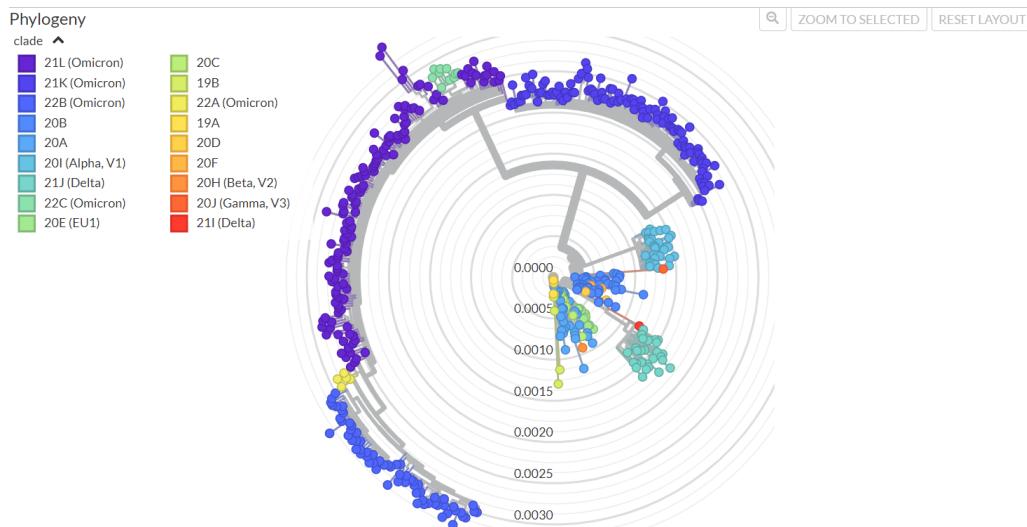 Phylogeny
ZOOM TO SELECTED
RESET LAYOUT
clade
21L (Omicron)
21K (Omicron)
22B (Omicron)
20B
20A
20I (Alpha, V1)
21J (Delta)
22C (Omicron)
20E (EU1)
20C
19B
22A (Omicron)
19A
20D
20F
20H (Beta, V2)
20J (Gamma, V3)
21I (Delta)
0.0000
0.0005
0.0010
0.0015
0.0020
0.0025
0.0030